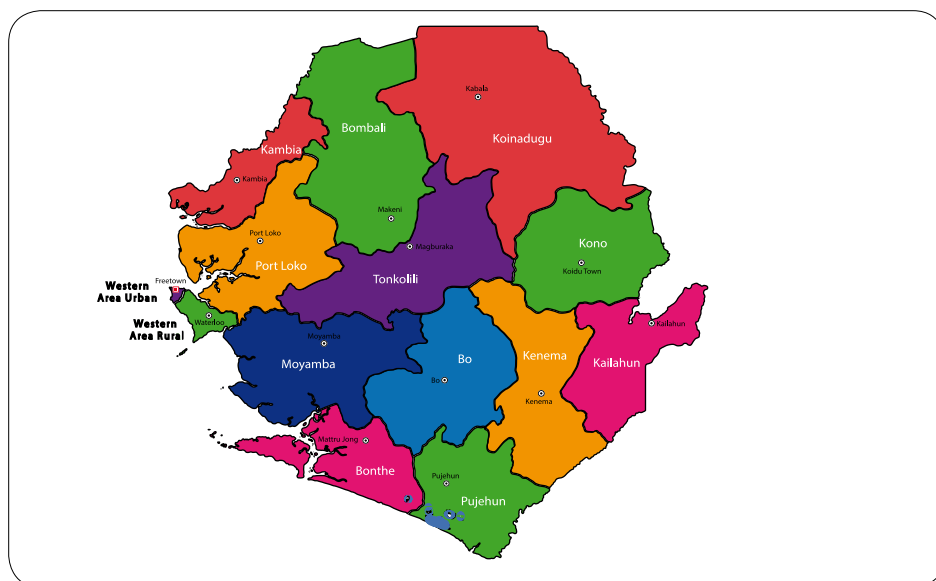 Kabala
Koinadugu
Bombali
Kambia
Kambia
Makeni
Port Loko
Magburaka
Kono
Koidu Town
Port Loko
Tonkolili
Freetown
Western
Area Urban
Waterloo
Western
Area Rural
Kailahun
Moyamba
Moyamba
Bo
Kenema
Kailahun
Bo
Kenema
Mattru Jong
Bonthe
Pujehun
Pujehun